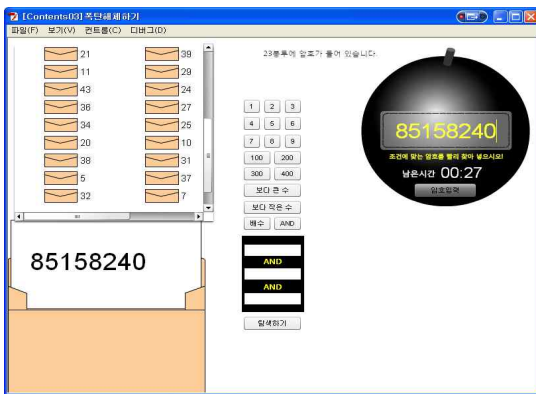 [Contents03] 폭탄해제하기
파일(F) 보기(V) 컨트롤(C) 디버그(D)
21 39
11 29
43 24
36 27
34 25
20 10
38 31
5 37
32 7
85158240
23봉투에 암호가 들어 있습니다.
1 2 3
4 5 6
7 8 9
100 200
300 400
보다 큰 수
보다 작은 수
배수 AND
AND
AND
탐색하기
85158240
조건에 맞는 암호를 빨리 찾아 넣으시오!
남은시간 00:27
암호입력